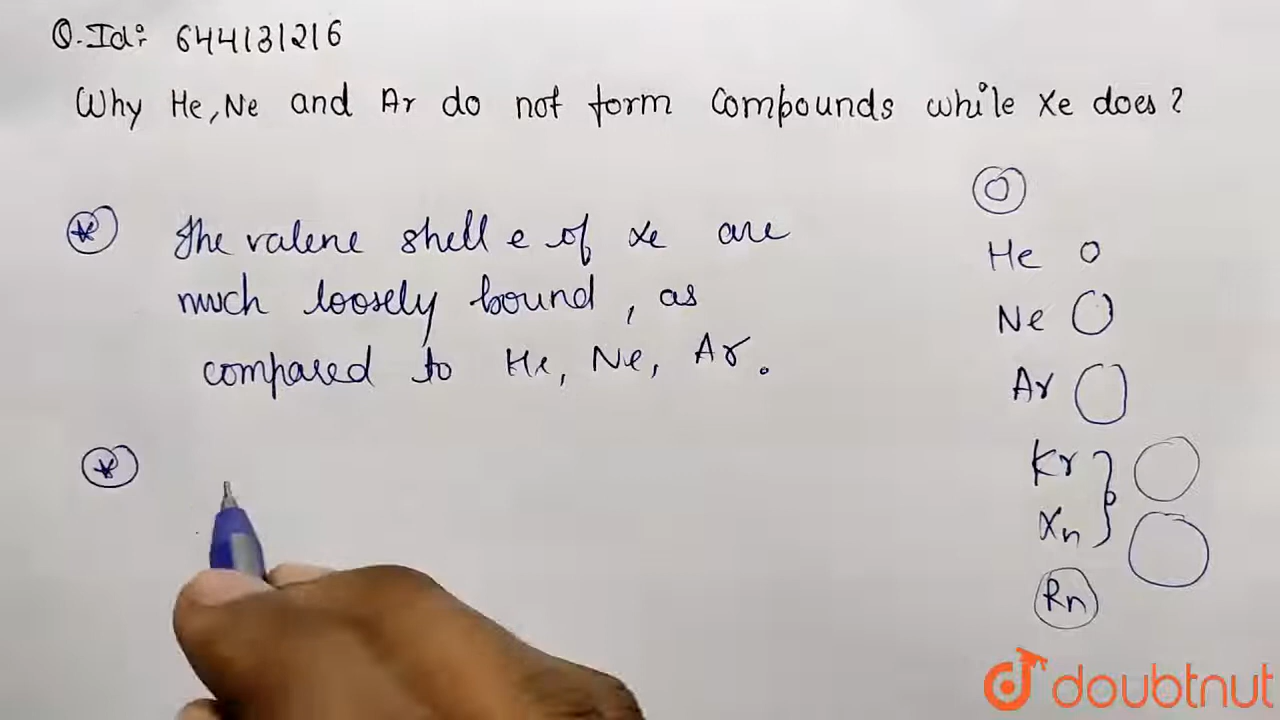 Q.Id: 644131216
Why He, Ne and Ar do not form compounds while Xe does?
The valene shell e of Xe are
much loosely bound, as
compared to He, Ne, Ar.
O
He
Ne
Ar
Kr
Xn
Rn
doubtnut